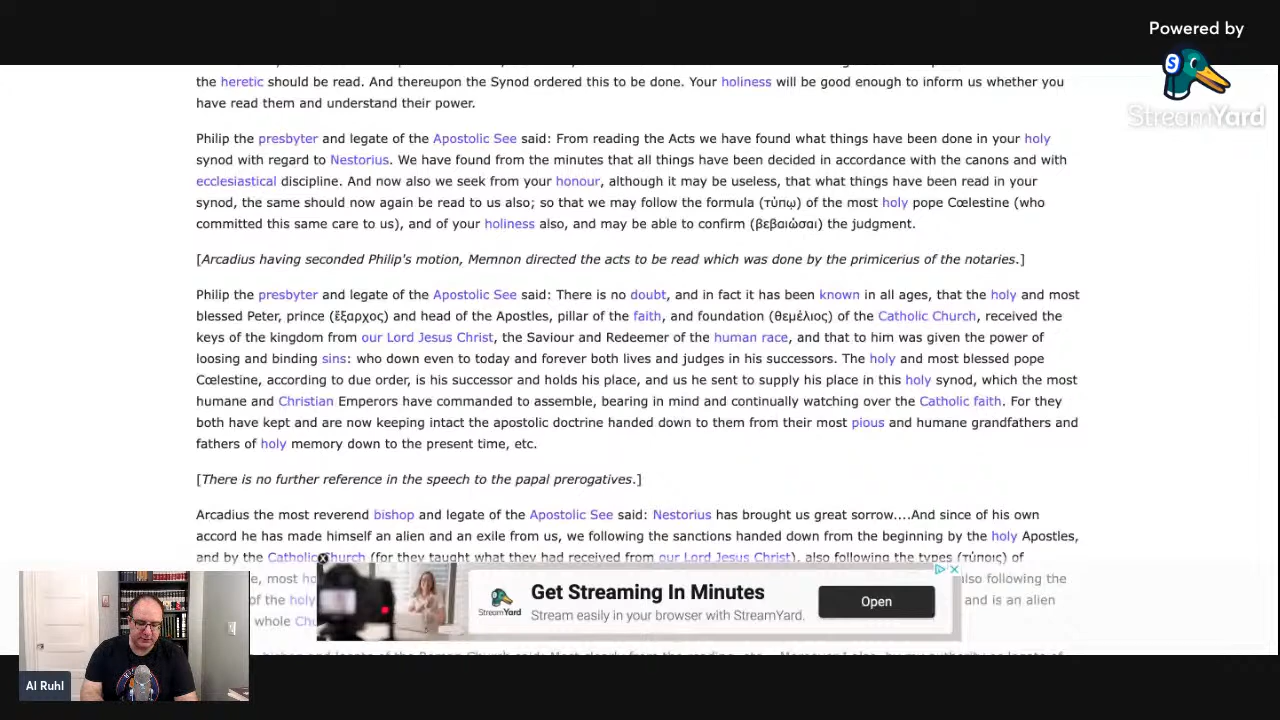 Powered by
StreamYard
the heretic should be read. And thereupon the Synod ordered this to be done. Your holiness will be good enough to inform us whether you
have read them and understand their power.
Philip the presbyter and legate of the Apostolic See said: From reading the Acts we have found what things have been done in your holy
synod with regard to Nestorius. We have found from the minutes that all things have been decided in accordance with the canons and with
ecclesiastical discipline. And now also we seek from your honour, although it may be useless, that what things have been read in your
synod, the same should now again be read to us also; so that we may follow the formula (τύπῳ) of the most holy pope Cœlestine (who
committed this same care to us), and of your holiness also, and may be able to confirm (βεβαιῶσαι) the judgment.
[Arcadius having seconded Philip's motion, Memnon directed the acts to be read which was done by the primicerius of the notaries.]
Philip the presbyter and legate of the Apostolic See said: There is no doubt, and in fact it has been known in all ages, that the holy and most
blessed Peter, prince (ἔξαρχος) and head of the Apostles, pillar of the faith, and foundation (θεμέλιος) of the Catholic Church, received the
keys of the kingdom from our Lord Jesus Christ, the Saviour and Redeemer of the human race, and that to him was given the power of
loosing and binding sins: who down even to today and forever both lives and judges in his successors. The holy and most blessed pope
Cœlestine, according to due order, is his successor and holds his place, and us he sent to supply his place in this holy synod, which the most
humane and Christian Emperors have commanded to assemble, bearing in mind and continually watching over the Catholic faith. For they
both have kept and are now keeping intact the apostolic doctrine handed down to them from their most pious and humane grandfathers and
fathers of holy memory down to the present time, etc.
[There is no further reference in the speech to the papal prerogatives.]
Arcadius the most reverend bishop and legate of the Apostolic See said: Nestorius has brought us great sorrow....And since of his own
accord he has made himself an alien and an exile from us, we following the sanctions handed down from the beginning by the holy Apostles,
and by the Catholic Church (for they taught what they had received from our Lord Jesus Christ), also following the types (τύποις) of
most also following the
of the and is an alien
whole
Get Streaming In Minutes
StreamYard
Stream easily in your browser with StreamYard.
Open
Al Ruhl